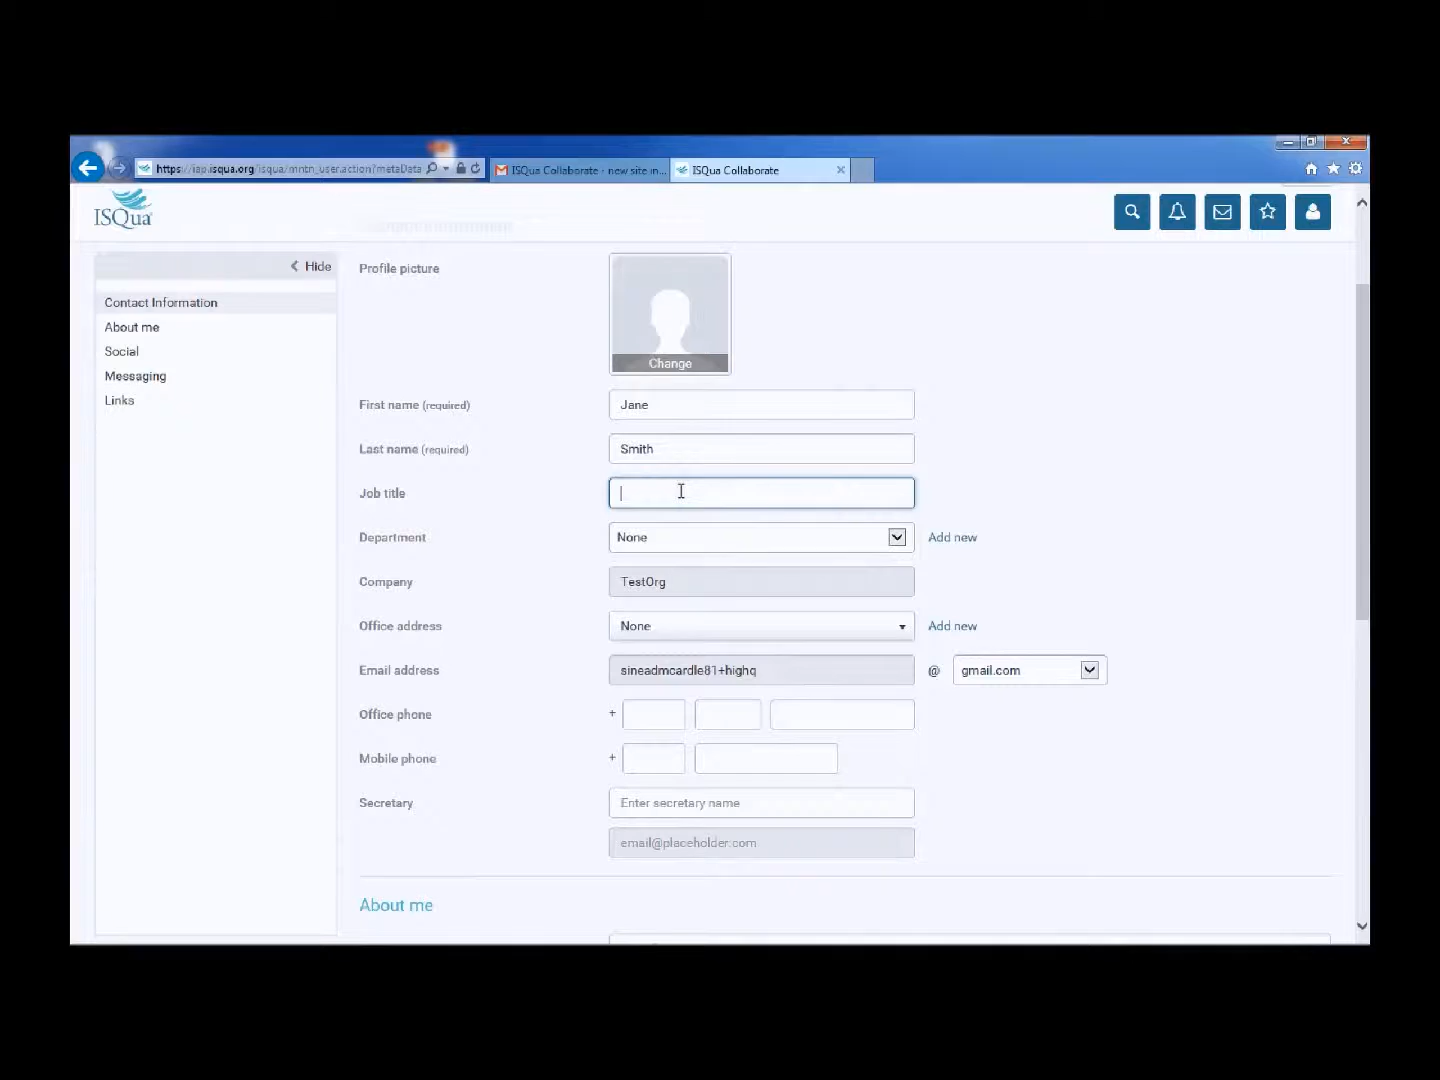 https://iap.isqua.org/isqua/mntn_user.action?metaData
ISQua Collaborate - new site in...
ISQua Collaborate
ISQua
Hide
Contact Information
About me
Social
Messaging
Links
Profile picture
Change
First name (required) Jane
Last name (required) Smith
Job title
Department None Add new
Company TestOrg
Office address None Add new
Email address sineadmcardle81+highq @ gmail.com
Office phone +
Mobile phone +
Secretary Enter secretary name
email@placeholder.com
About me